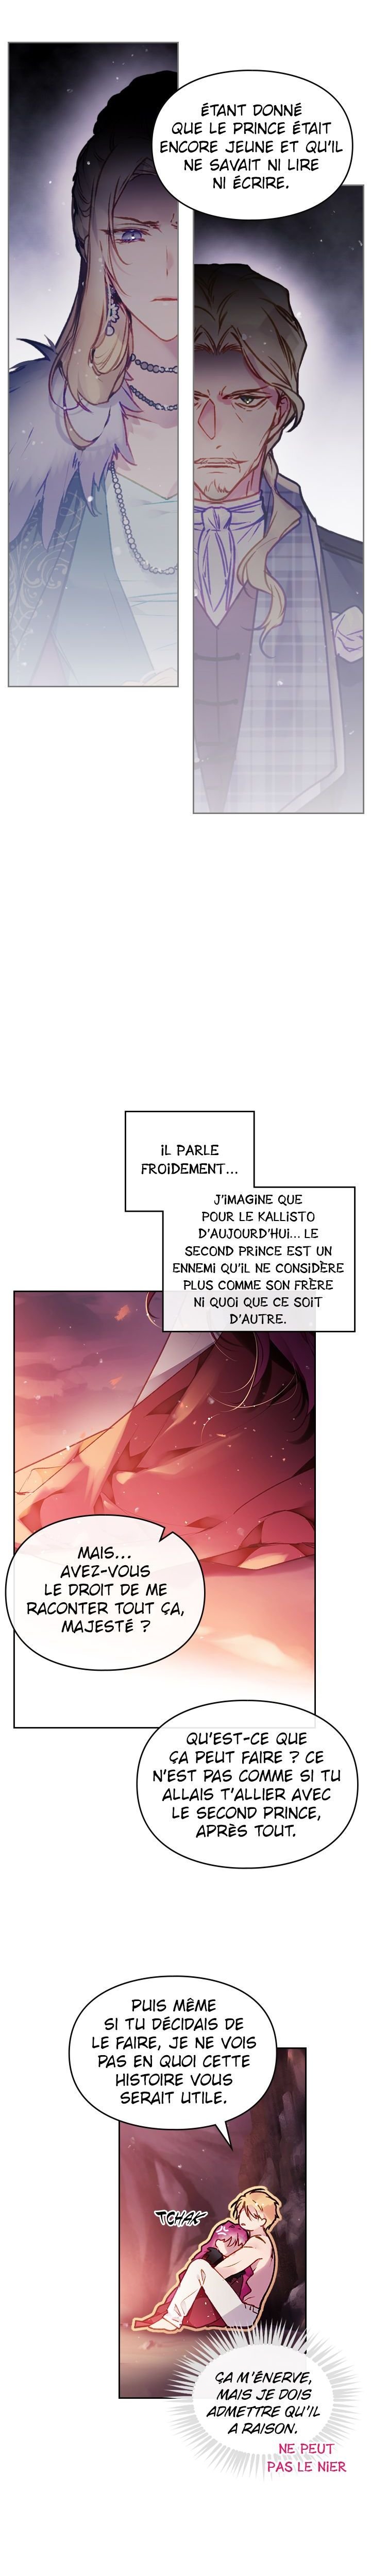 ÉTANT DONNÉ
QUE LE PRINCE ÉTAIT
ENCORE JEUNE ET QU'IL
NE SAVAIT NI LIRE
NI ÉCRIRE.
IL PARLE
FROIDEMENT...
J'IMAGINE QUE
POUR LE KALLISTO
D'AUJOURD'HUI... LE
SECOND PRINCE EST UN
ENNEMI QU'IL NE CONSIDÈRE
PLUS COMME SON FRÈRE
NI QUOI QUE CE SOIT
D'AUTRE.
MAIS...
AVEZ-VOUS
LE DROIT DE ME
RACONTER TOUT ÇA,
MAJESTÉ ?
QU'EST-CE QUE
ÇA PEUT FAIRE ? CE
N'EST PAS COMME SI TU
ALLAIS T'ALLIER AVEC
LE SECOND PRINCE,
APRÈS TOUT.
PUIS MÊME
SI TU DÉCIDAIS DE
LE FAIRE, JE NE VOIS
PAS EN QUOI CETTE
HISTOIRE VOUS
SERAIT UTILE.
TCHAK
ÇA M'ÉNERVE,
MAIS JE DOIS
ADMETTRE QU'IL
A RAISON.
NE PEUT
PAS LE NIER